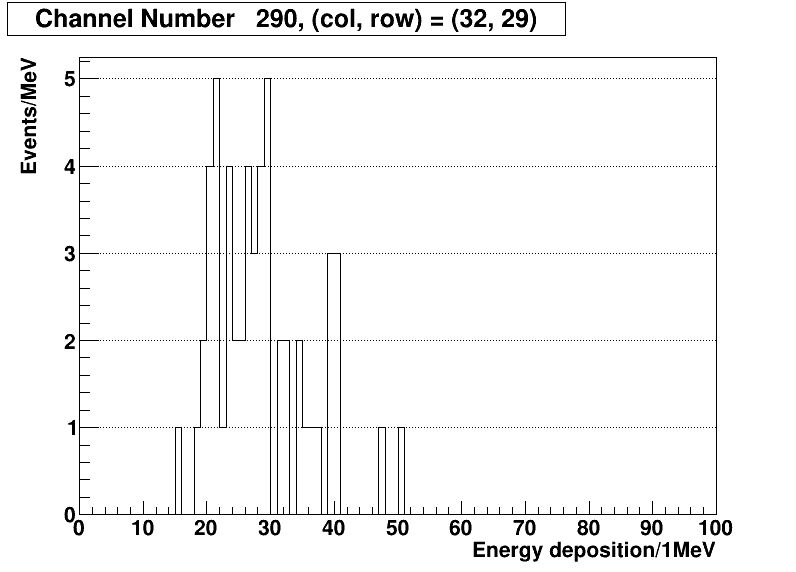 Channel Number 290, (col, row) = (32, 29)
Events/MeV
5
4
3
2
1
0
0 10 20 30 40 50 60 70 80 90 100
Energy deposition/1MeV